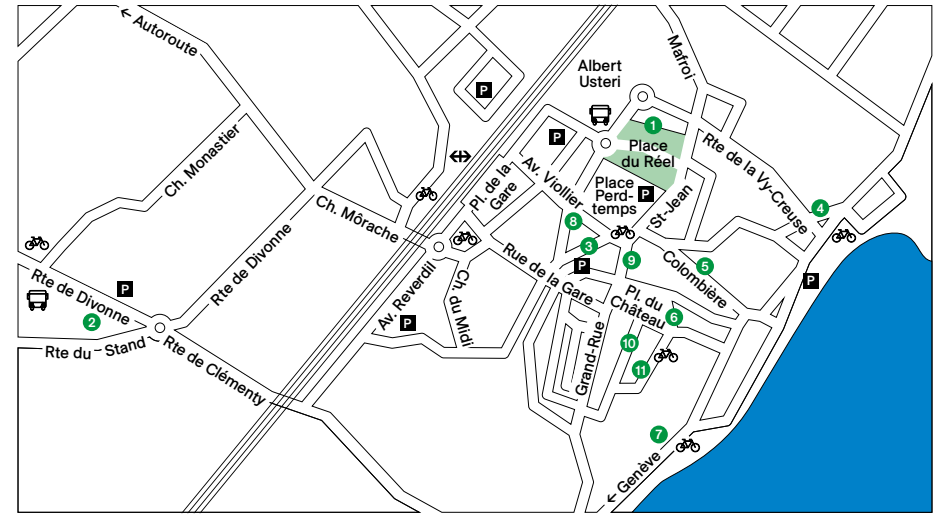 ← Autoroute
Mafroi
Albert
Usteri
P
1
P
Place
du Réel
Rte de la Vy-Creuse
Ch. Monastier
Av. Viollier
Pl. de la
Gare
Place
Perd-
temps
P
St-Jean
Ch. Môrache
4
8
3
9
Colombière
5
P
P
Rte de Divonne
Rte de Divonne
P
2
Rue de la Gare
Pl. du
Château
6
Av. Reverdil
P
Ch. du Midi
Rte du Stand
Rte de Clémenty
Grand-Rue
10
11
7
← Genève